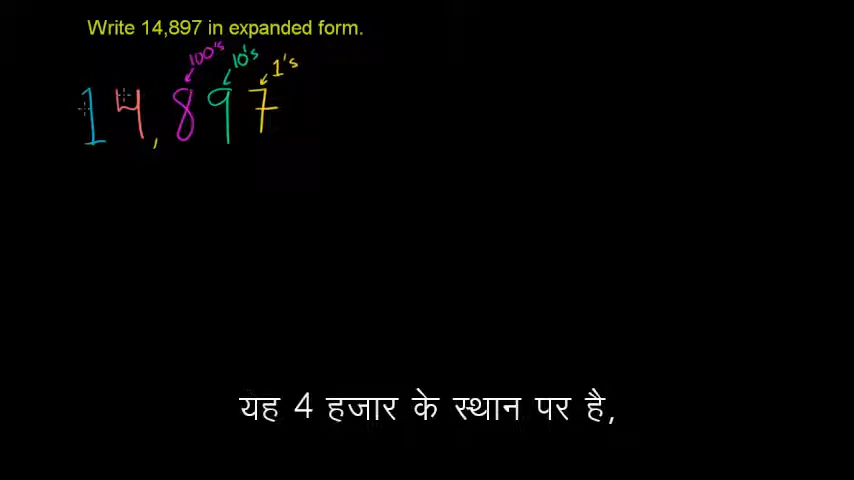 Write 14,897 in expanded form.
100's 10's 1's
14,897
यह 4 हजार के स्थान पर है,